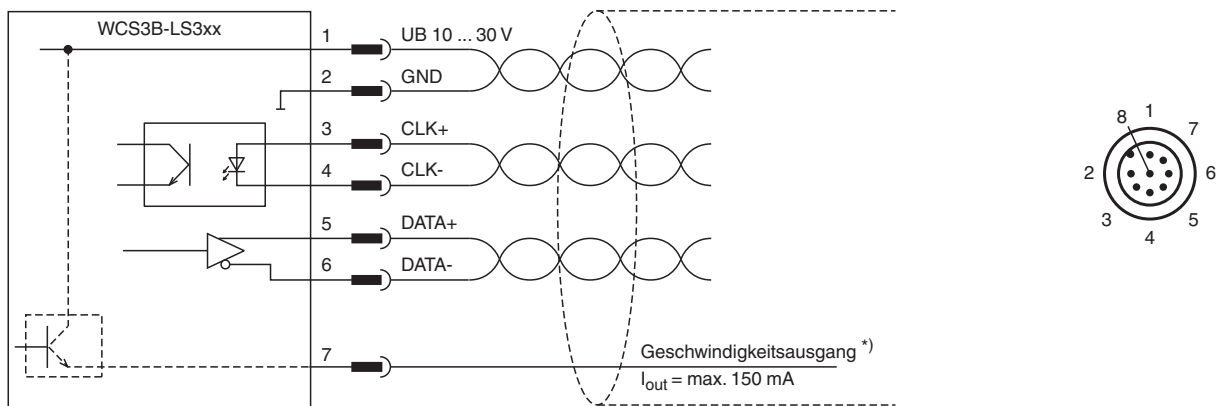 WCS3B-LS3xx
1 UB 10 ... 30 V
2 GND
3 CLK+
4 CLK-
5 DATA+
6 DATA-
7 Geschwindigkeitsausgang *)
Iout = max. 150 mA
8 1 7
2 6
3 5
4